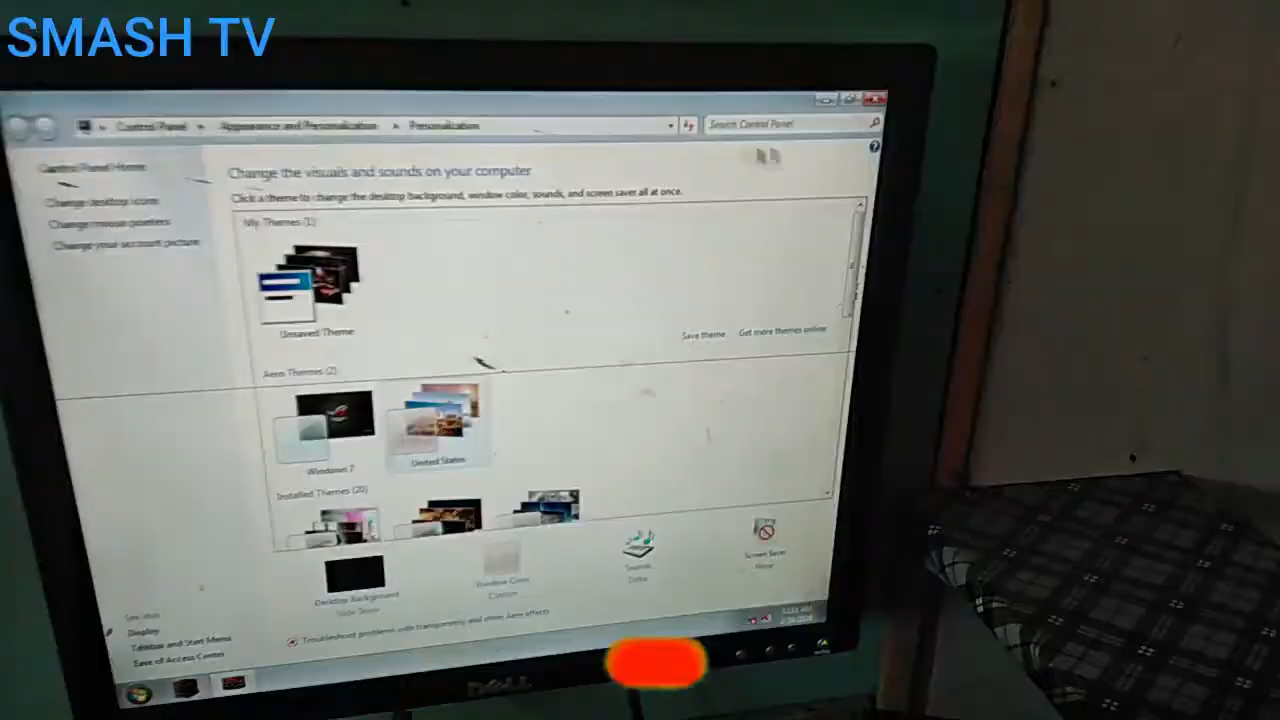 SMASH TV
Control Panel Appearance and Personalization Personalization
Search Control Panel
Control Panel Home
Change desktop icons
Change mouse pointers
Change your account picture
Change the visuals and sounds on your computer
Click a theme to change the desktop background, window color, sounds, and screen saver all at once.
My Themes (1)
Unsaved Theme
Save theme
Get more themes online
Aero Themes (2)
Windows 7
United States
Installed Themes (20)
Desktop Background
Slide Show
Window Color
Custom
Sounds
Delta
Screen Saver
None
See also
Display
Taskbar and Start Menu
Ease of Access Center
Troubleshoot problems with transparency and other Aero effects
DELL